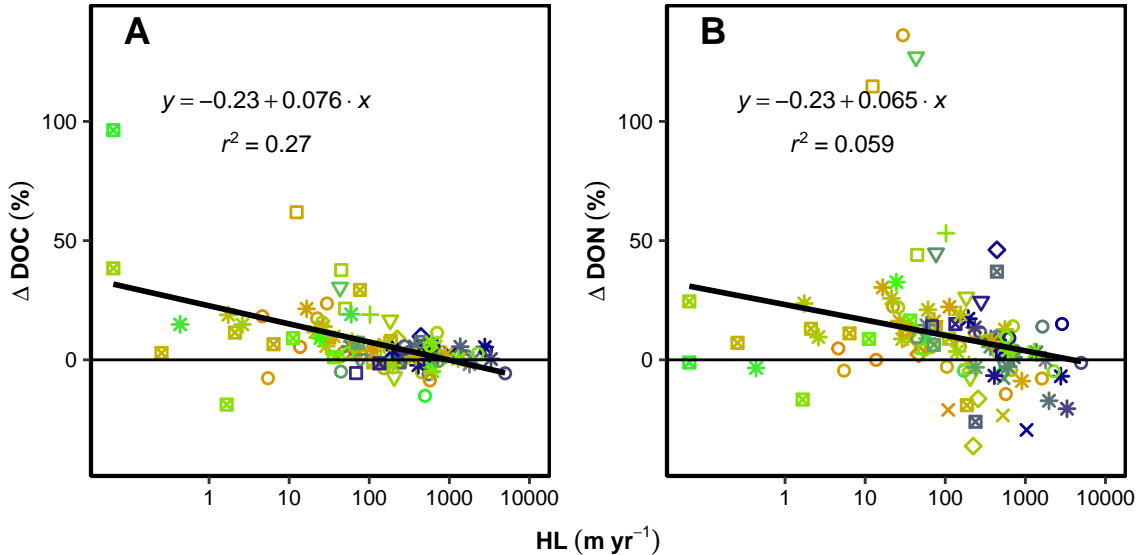 A
B
y = −0.23 + 0.076 · x
r² = 0.27
y = −0.23 + 0.065 · x
r² = 0.059
100
50
0
100
50
0
Δ DOC (%)
Δ DON (%)
1 10 100 1000 10000
1 10 100 1000 10000
HL (m yr⁻¹)